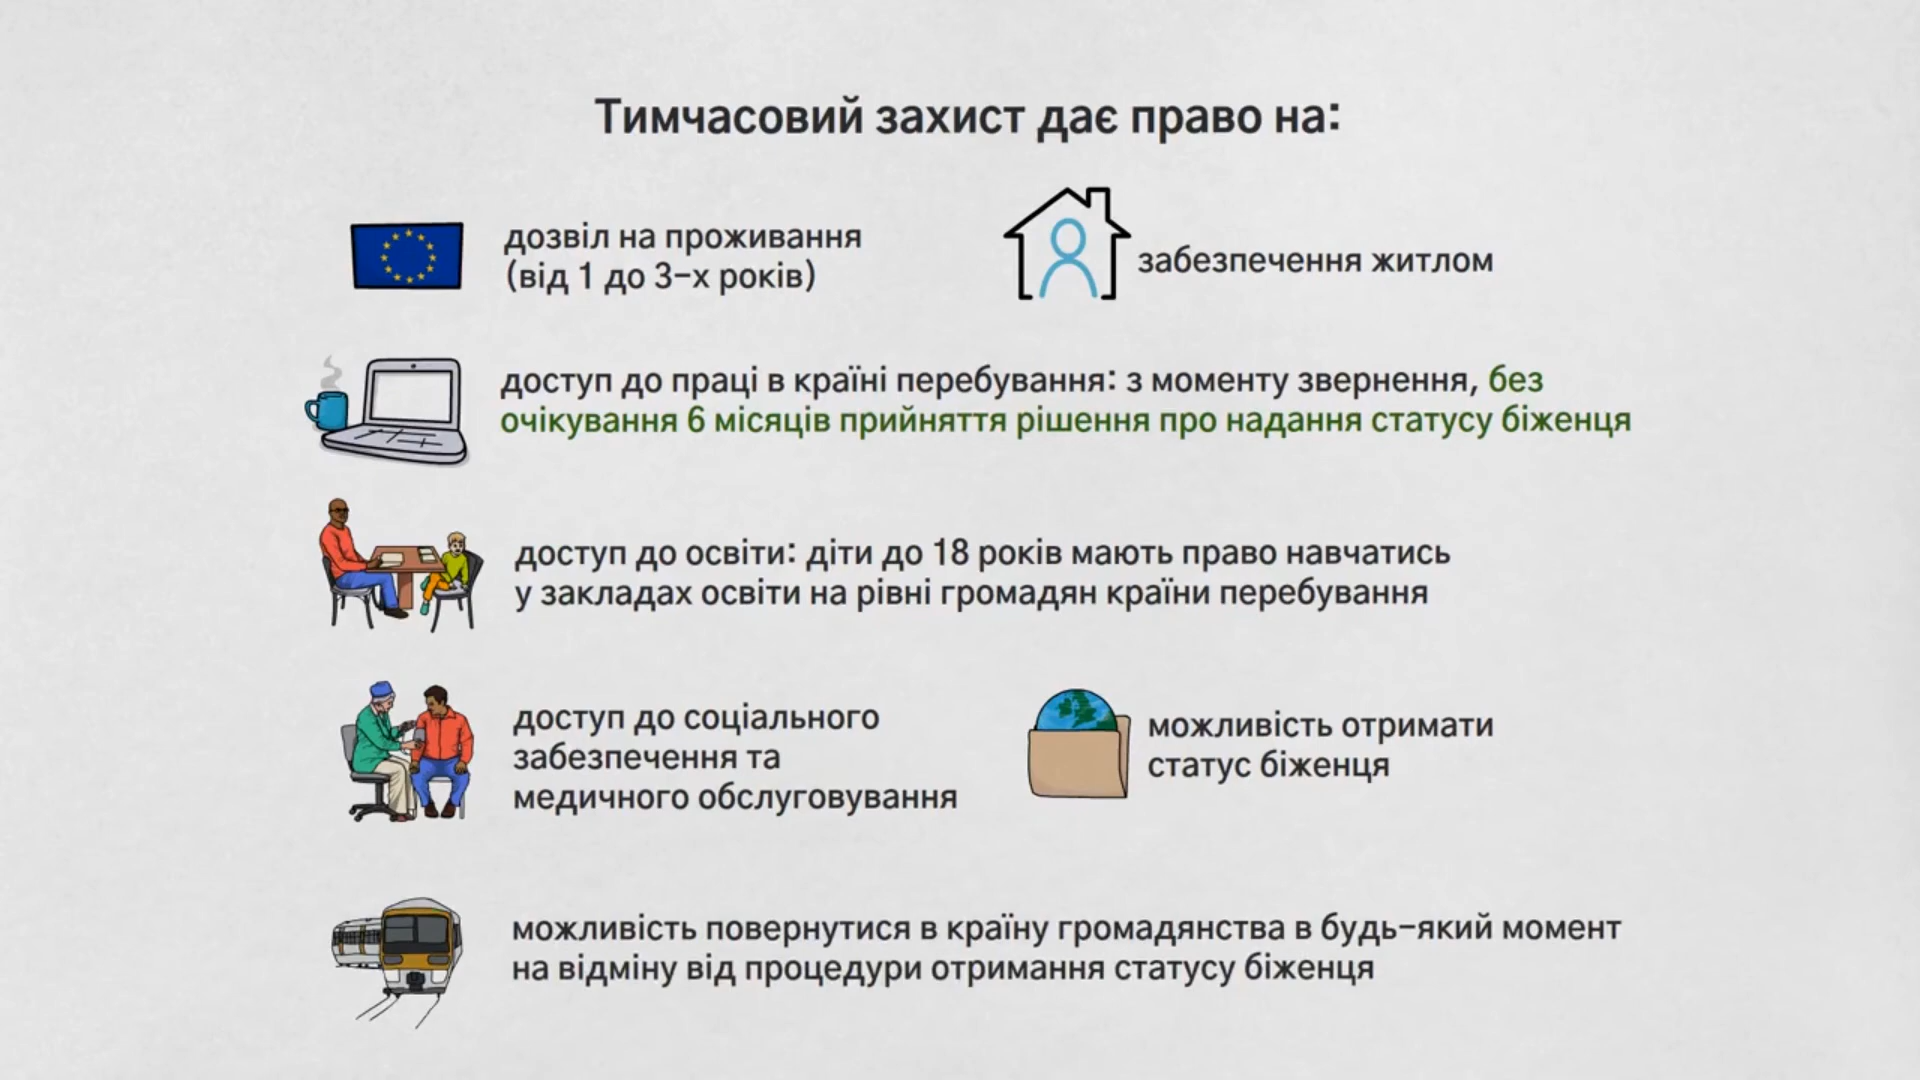 Тимчасовий захист дає право на:
дозвіл на проживання
(від 1 до 3-х років)
забезпечення житлом
доступ до праці в країні перебування: з моменту звернення, без
очікування 6 місяців прийняття рішення про надання статусу біженця
доступ до освіти: діти до 18 років мають право навчатись
у закладах освіти на рівні громадян країни перебування
доступ до соціального
забезпечення та
медичного обслуговування
можливість отримати
статус біженця
можливість повернутися в країну громадянства в будь-який момент
на відміну від процедури отримання статусу біженця